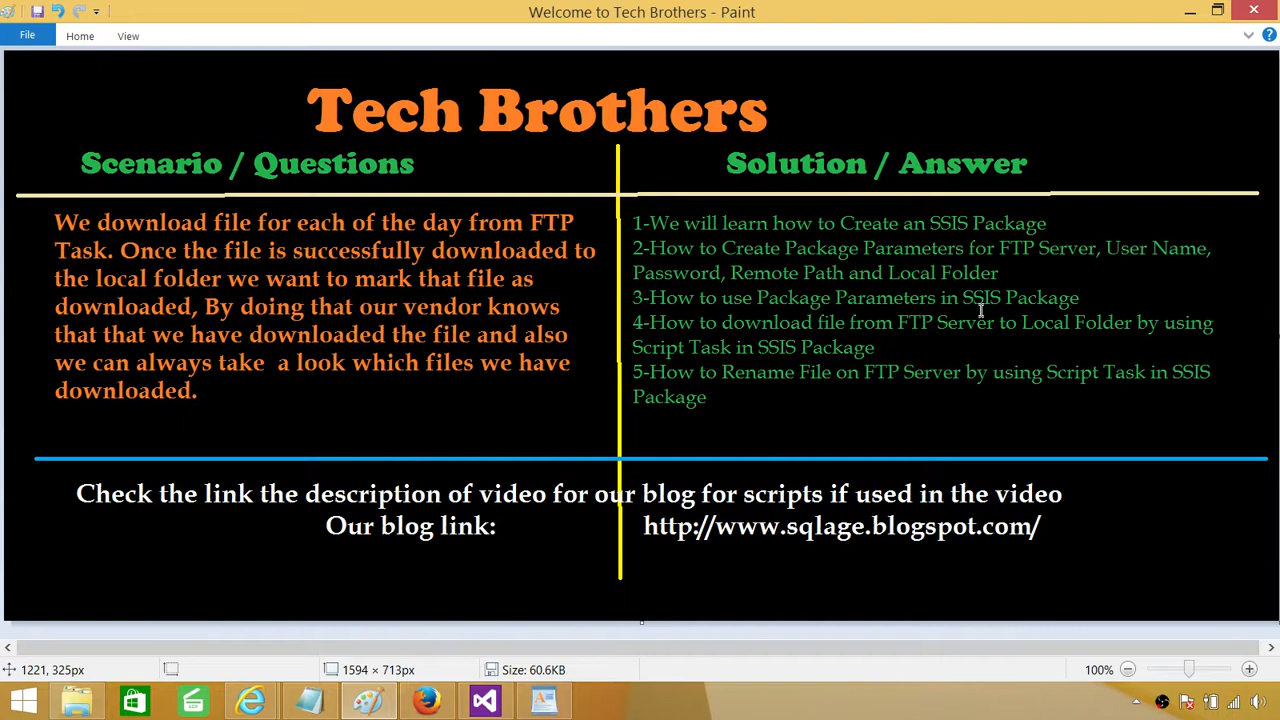 Welcome to Tech Brothers - Paint
File
Home
View
Tech Brothers
Scenario / Questions
Solution / Answer
We download file for each of the day from FTP
Task. Once the file is successfully downloaded to
the local folder we want to mark that file as
downloaded, By doing that our vendor knows
that that we have downloaded the file and also
we can always take  a look which files we have
downloaded.
1-We will learn how to Create an SSIS Package
2-How to Create Package Parameters for FTP Server, User Name,
Password, Remote Path and Local Folder
3-How to use Package Parameters in SSIS Package
4-How to download file from FTP Server to Local Folder by using
Script Task in SSIS Package
5-How to Rename File on FTP Server by using Script Task in SSIS
Package
Check the link the description of video for our blog for scripts if used in the video
Our blog link:
http://www.sqlage.blogspot.com/
1221, 325px
1594 × 713px
Size: 60.6KB
100%